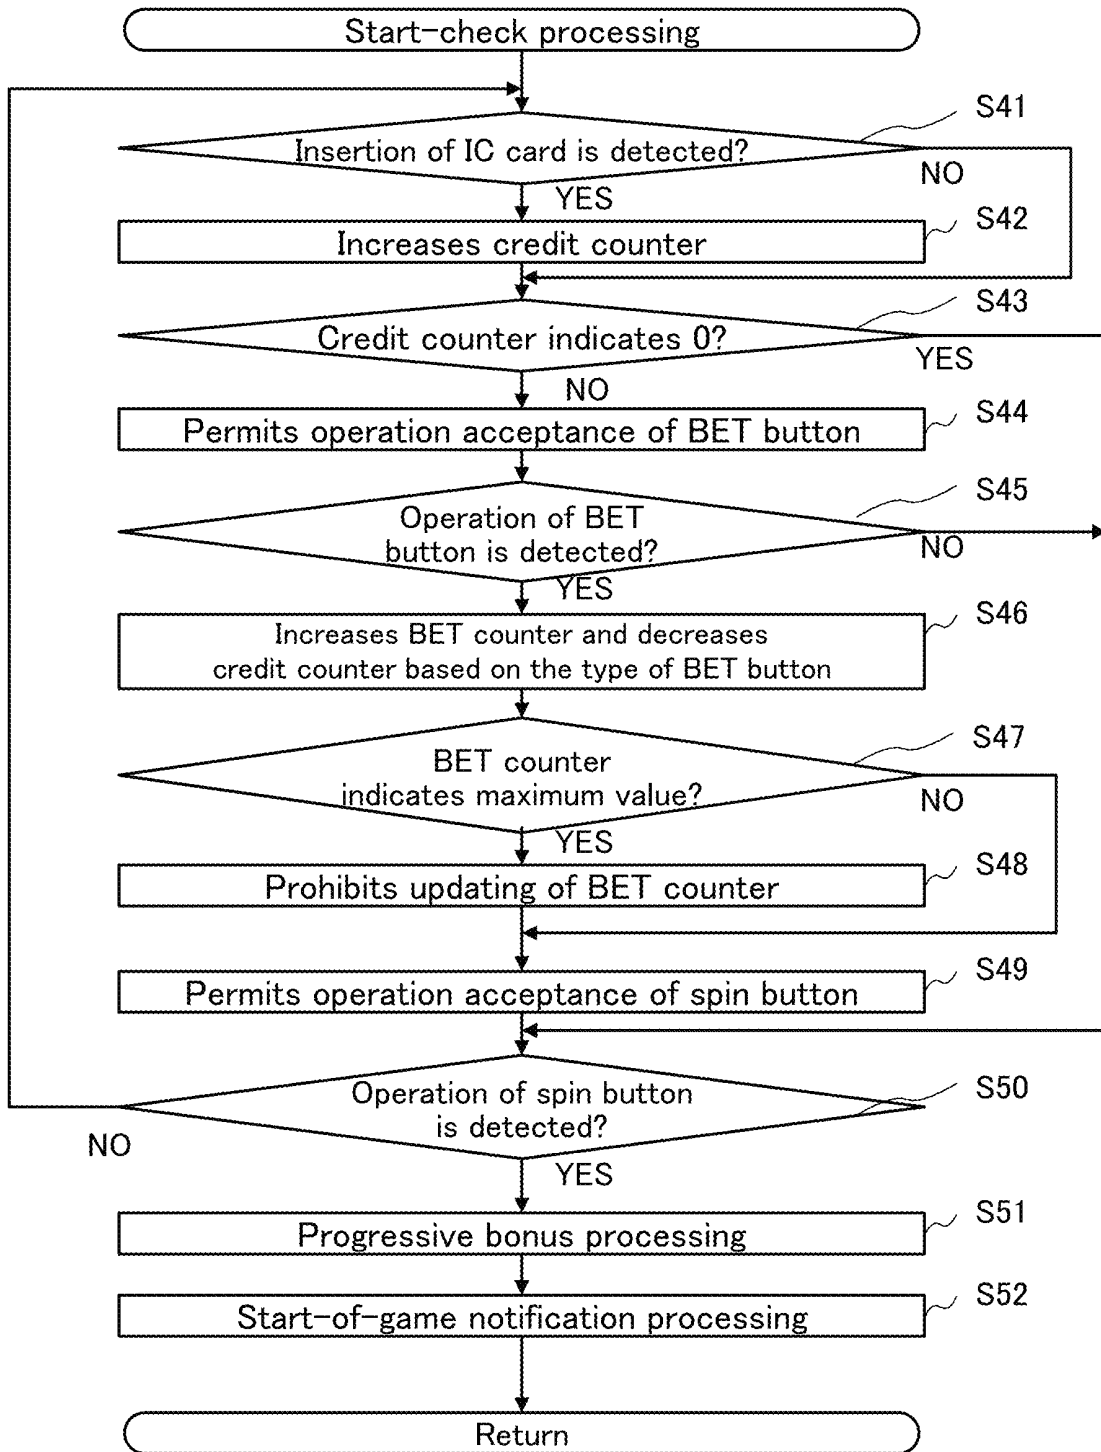 Start-check processing
S41
Insertion of IC card is detected?
NO
YES
S42
Increases credit counter
S43
Credit counter indicates 0?
YES
NO
S44
Permits operation acceptance of BET button
S45
Operation of BET
button is detected?
NO
YES
S46
Increases BET counter and decreases
credit counter based on the type of BET button
S47
BET counter
indicates maximum value?
NO
YES
S48
Prohibits updating of BET counter
S49
Permits operation acceptance of spin button
S50
Operation of spin button
is detected?
NO
YES
S51
Progressive bonus processing
S52
Start-of-game notification processing
Return